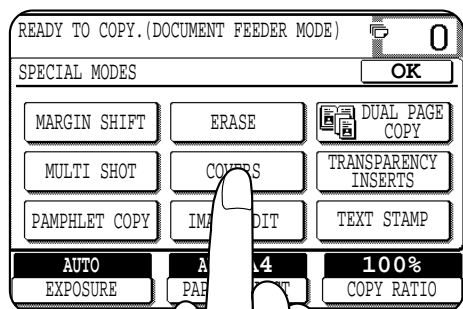 READY TO COPY.(DOCUMENT FEEDER MODE) 0
SPECIAL MODES OK
MARGIN SHIFT ERASE DUAL PAGE
COPY
MULTI SHOT COVERS TRANSPARENCY
INSERTS
PAMPHLET COPY TEXT STAMP
AUTO 100%
EXPOSURE COPY RATIO